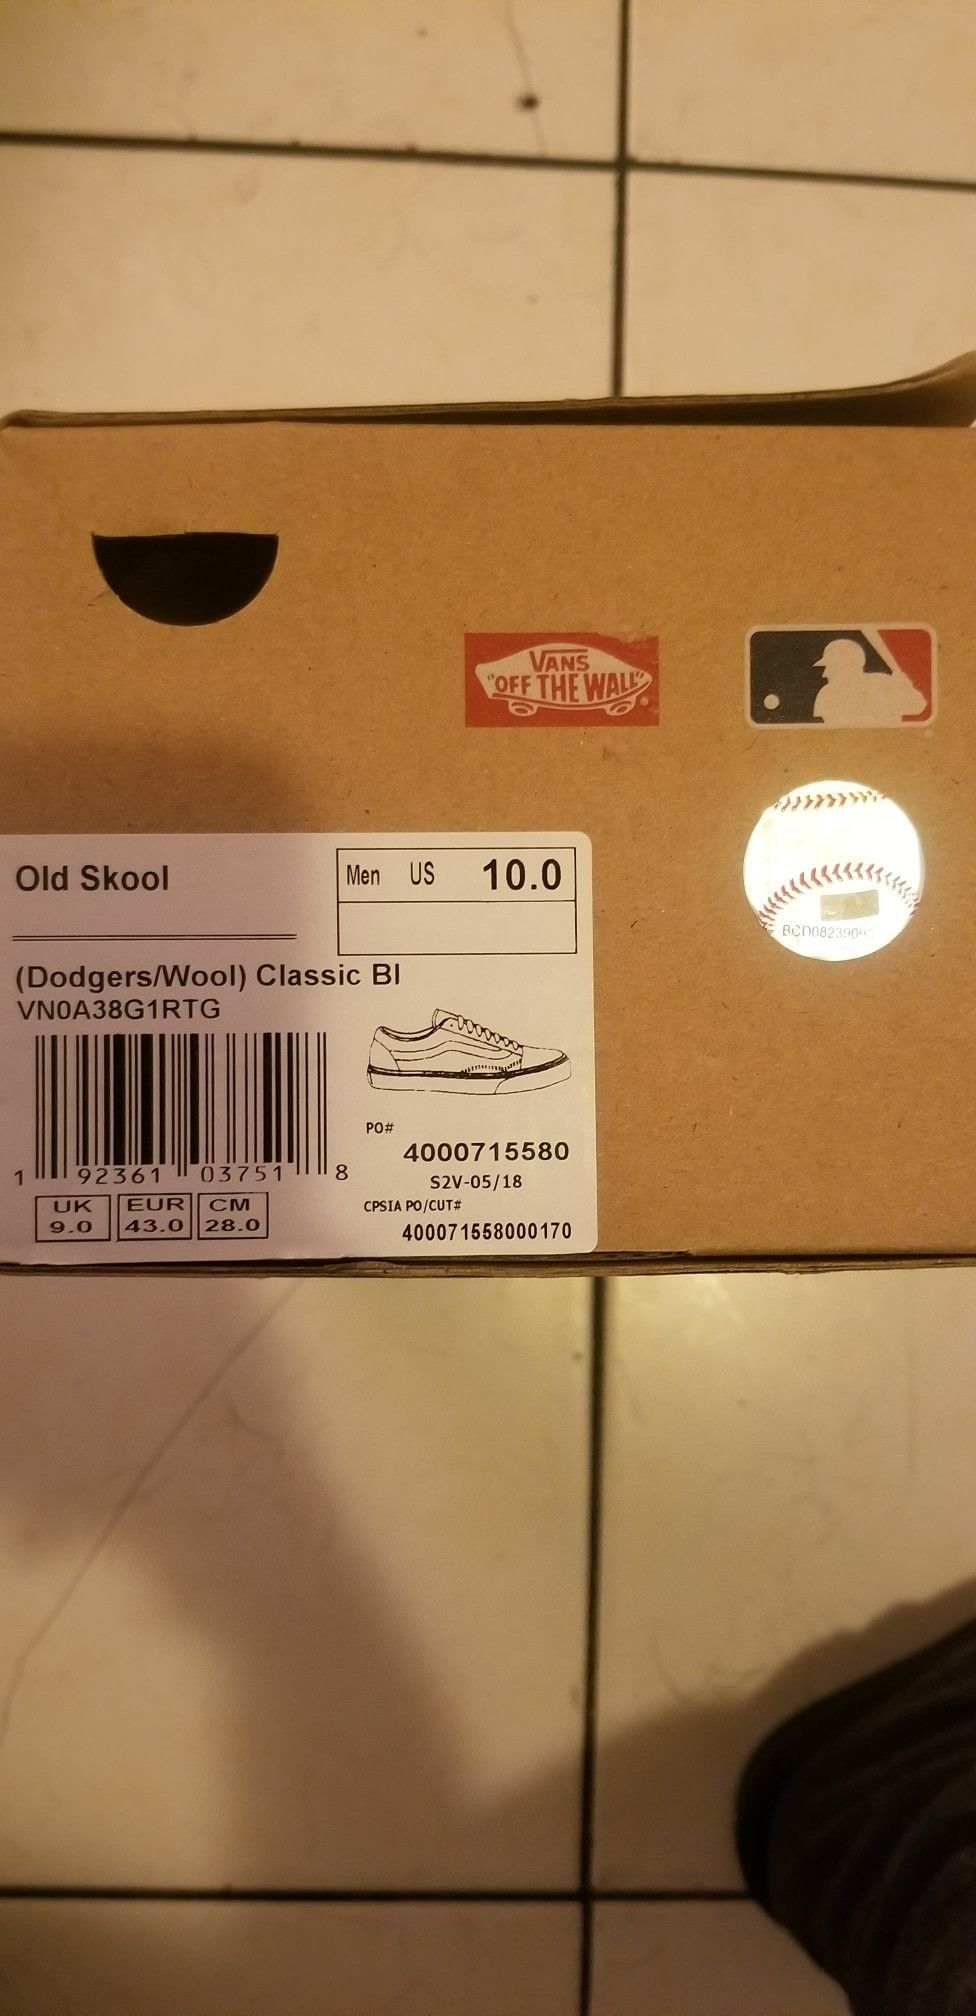 VANS
"OFF THE WALL"
Old Skool
Men US 10.0
(Dodgers/Wool) Classic Bl
VN0A38G1RTG
1 92361 03751 8
PO#
4000715580
S2V-05/18
CPSIA PO/CUT#
400071558000170
UK
9.0
EUR
43.0
CM
28.0